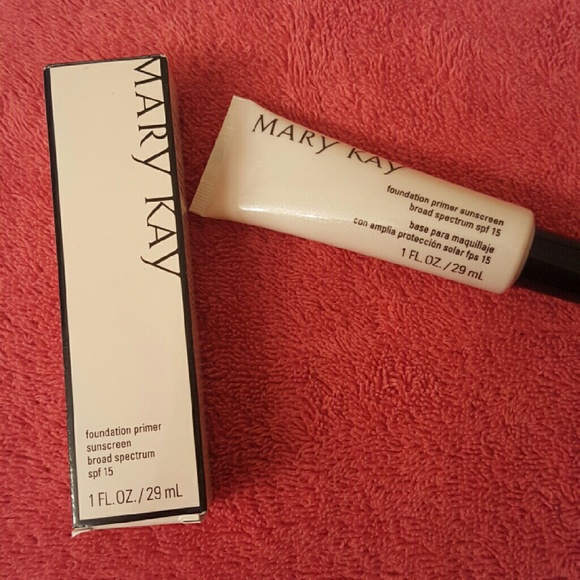 MARY KAY
foundation primer
sunscreen
broad spectrum
spf 15
1 FL.OZ./29 mL
MARY KAY
foundation primer sunscreen
broad spectrum spf 15
base para maquillaje
con amplia protección solar fps 15
1 FL.OZ./29 mL